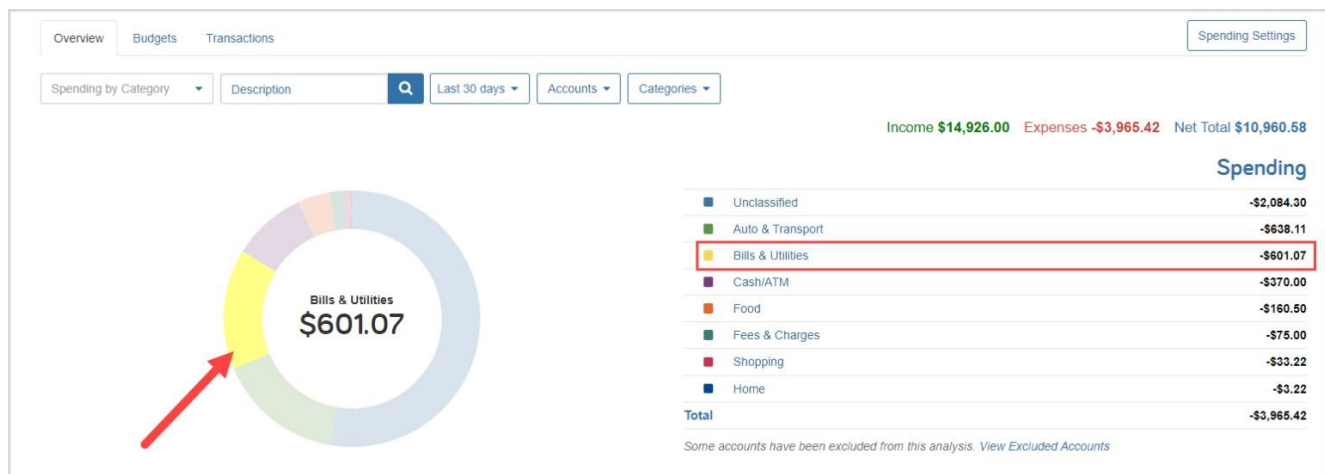 Overview Budgets Transactions Spending Settings
Spending by Category Description Last 30 days Accounts Categories
Income $14,926.00 Expenses -$3,965.42 Net Total $10,960.58
Spending
Unclassified -$2,084.30
Auto & Transport -$638.11
Bills & Utilities -$601.07
Cash/ATM -$370.00
Food -$160.50
Fees & Charges -$75.00
Shopping -$33.22
Home -$3.22
Total -$3,965.42
Some accounts have been excluded from this analysis. View Excluded Accounts
Bills & Utilities
$601.07